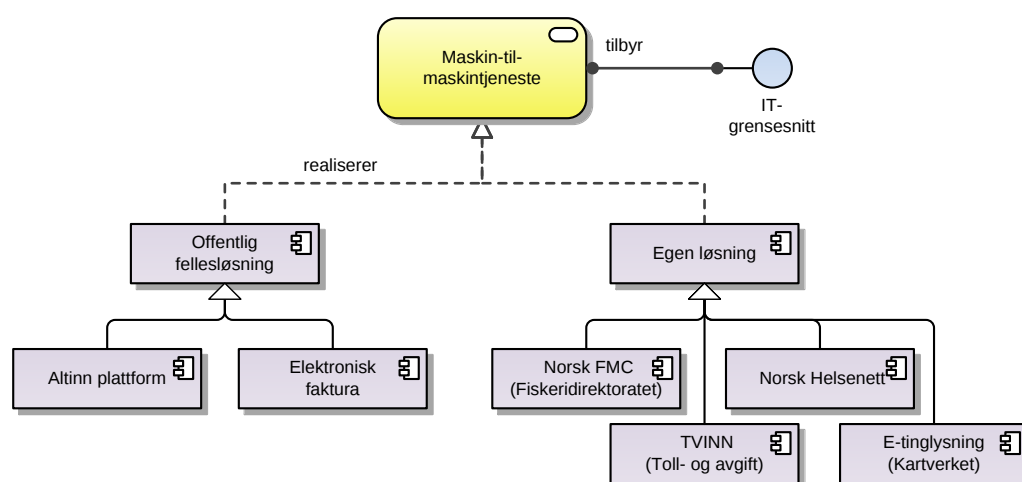 tilbyr
Maskin-til-
maskintjeneste
IT-
grensesnitt
realiserer
Offentlig
fellesløsning
Egen løsning
Altinn plattform
Elektronisk
faktura
Norsk FMC
(Fiskeridirektoratet)
Norsk Helsenett
TVINN
(Toll- og avgift)
E-tinglysning
(Kartverket)